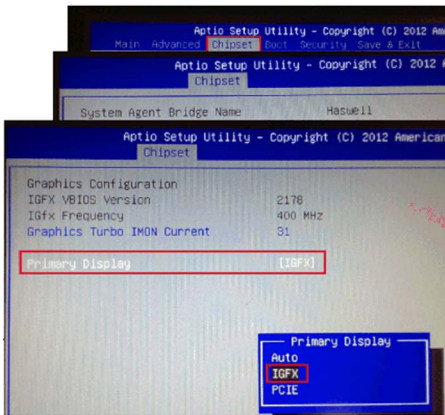 Aptio Setup Utility - Copyright (C) 2012 Am
Main Advanced Chipset Boot Security Save & Exit
Aptio Setup Utility - Copyright (C) 2012
Chipset
System Agent Bridge Name Haswell
Aptio Setup Utility - Copyright (C) 2012 American
Chipset
Graphics Configuration
IGFX VBIOS Version 2178
IGfx Frequency 400 MHz
Graphics Turbo IMON Current 31
Primary Display [IGFX]
Primary Display
Auto
IGFX
PCIE